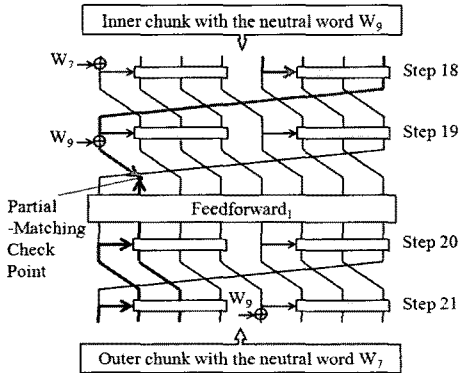 Inner chunk with the neutral word W₉
W₇
Step 18
W₉
Step 19
Partial
-Matching
Check
Point
Feedforward₁
Step 20
W₉
Step 21
Outer chunk with the neutral word W₇